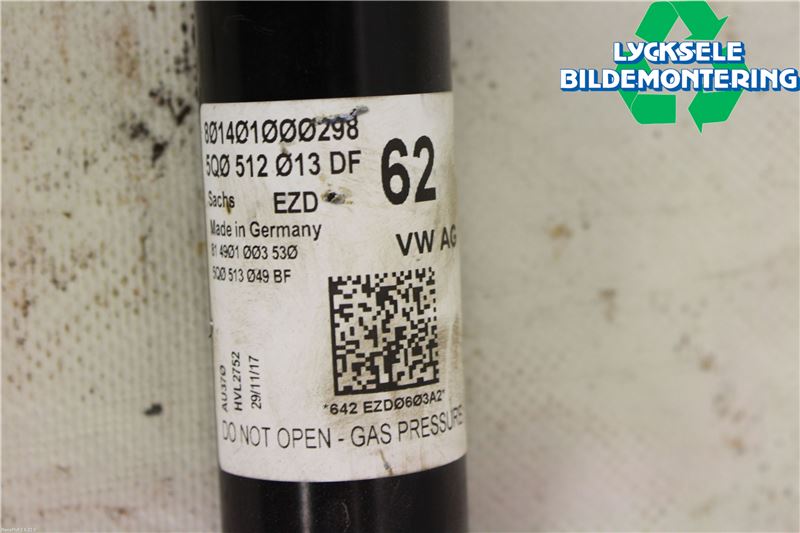 LYCKSELE
BILDEMONTERING
8Ø14Ø1ØØØ298
5QØ 512 Ø13 DF
62
Sachs EZD
Made in Germany
VW AG
81 49Ø1 ØØ3 53Ø
5QØ 513 Ø49 BF
AU37Ø
HVL2752
29/11/17
*642 EZDØ6Ø3A2*
DO NOT OPEN - GAS PRESSURE